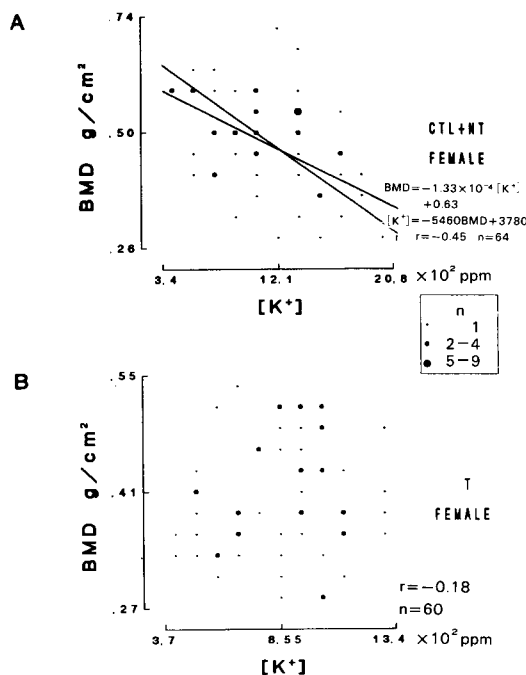 A
.74
.50
.26
BMD g/cm²
CTL+NT
FEMALE
BMD=−1.33×10⁻⁴ [K⁺]
+0.63
[K⁺]=−5460BMD+3780
r=−0.45 n=64
3.4 12.1 20.8 ×10² ppm
[K⁺]
n
1
2−4
5−9
B
.55
.41
.27
BMD g/cm²
T
FEMALE
r=−0.18
n=60
3.7 8.55 13.4 ×10² ppm
[K⁺]